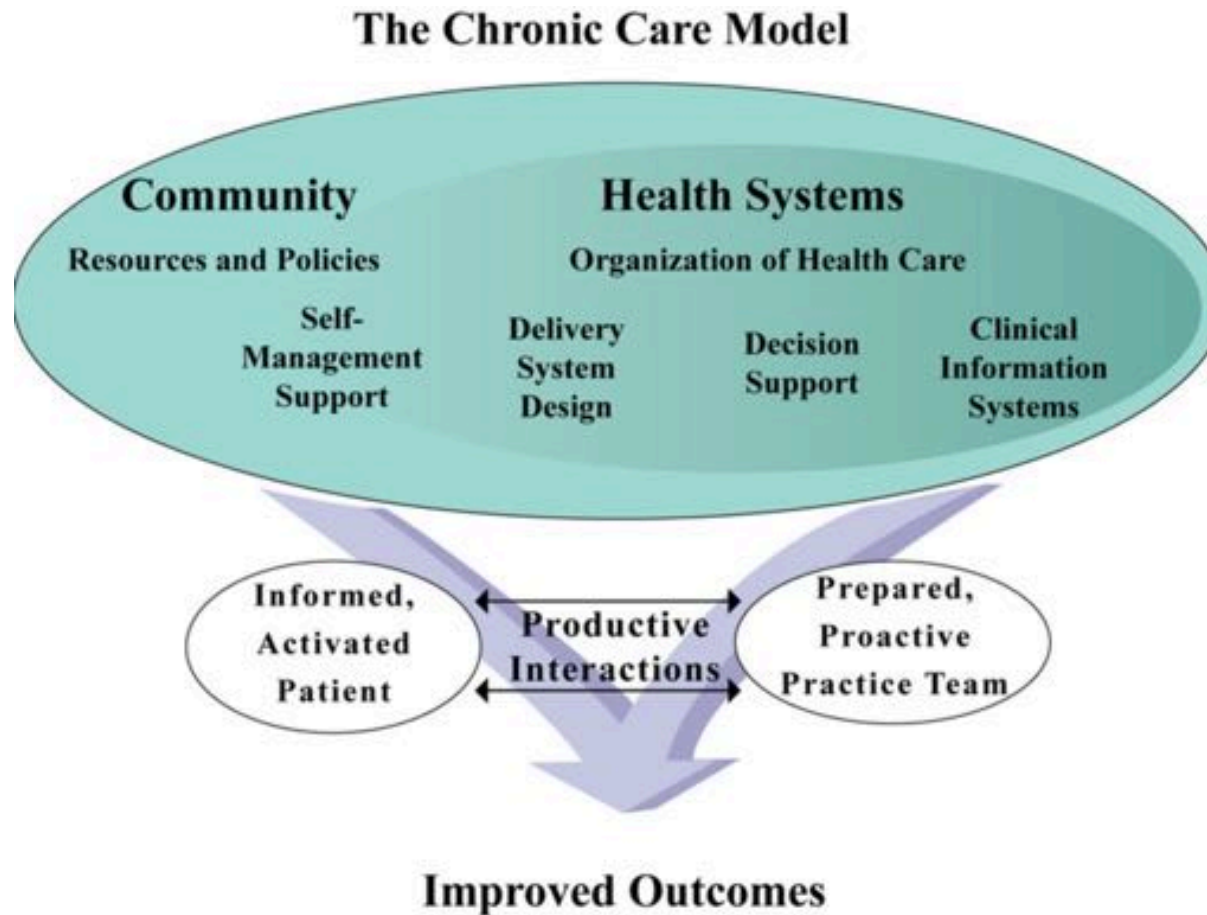 The Chronic Care Model
Community
Resources and Policies
Health Systems
Organization of Health Care
Self-
Management
Support
Delivery
System
Design
Decision
Support
Clinical
Information
Systems
Informed,
Activated
Patient
Productive
Interactions
Prepared,
Proactive
Practice Team
Improved Outcomes